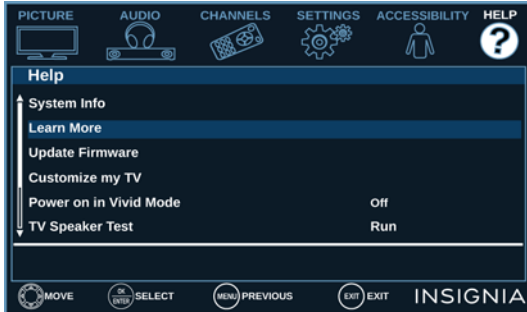 PICTURE AUDIO CHANNELS SETTINGS ACCESSIBILITY HELP
?
Help
System Info
Learn More
Update Firmware
Customize my TV
Power on in Vivid Mode Off
TV Speaker Test Run
MOVE OK ENTER SELECT MENU PREVIOUS EXIT EXIT INSIGNIA